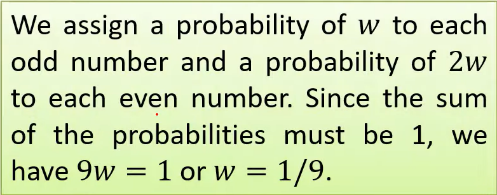 We assign a probability of w to each
odd number and a probability of 2w
to each even number. Since the sum
of the probabilities must be 1, we
have 9w = 1 or w = 1/9.